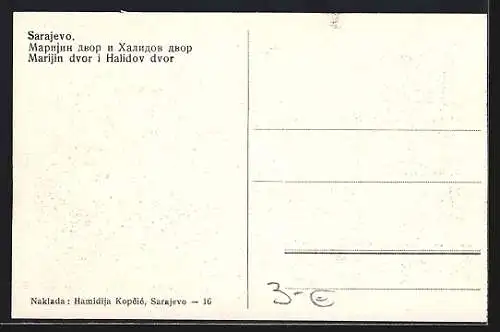 Sarajevo,
Маријин двор и Халидов двор
Marijin dvor i Halidov dvor
Naklada: Hamidija Kopčić, Sarajevo — 16
3-€